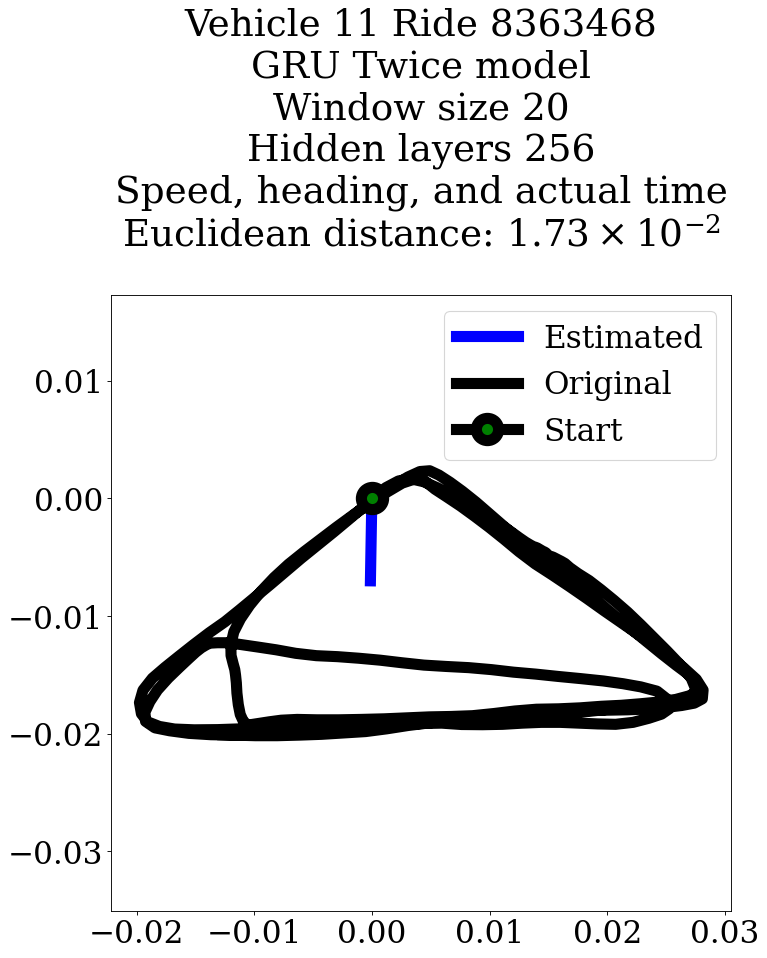 Vehicle 11 Ride 8363468
GRU Twice model
Window size 20
Hidden layers 256
Speed, heading, and actual time
Euclidean distance: 1.73 × 10⁻²
Estimated
Original
Start
0.01
0.00
−0.01
−0.02
−0.03
−0.02 −0.01 0.00 0.01 0.02 0.03